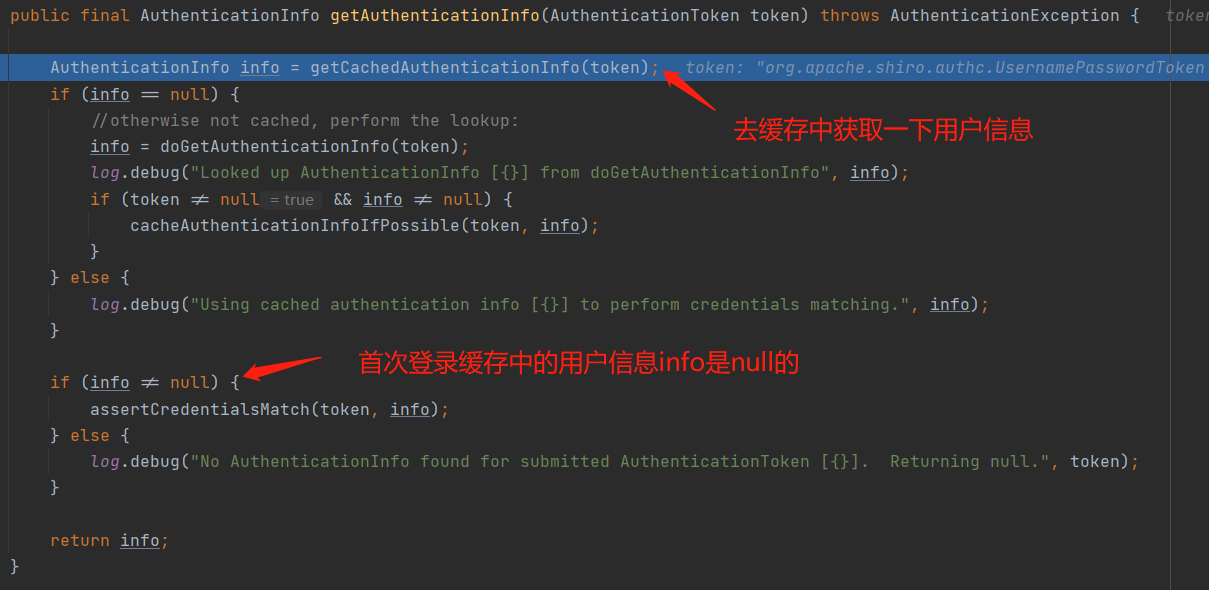 public final AuthenticationInfo getAuthenticationInfo(AuthenticationToken token) throws AuthenticationException {   token
AuthenticationInfo info = getCachedAuthenticationInfo(token);   token: "org.apache.shiro.authc.UsernamePasswordToken
if (info == null) {
去缓存中获取一下用户信息
//otherwise not cached, perform the lookup:
info = doGetAuthenticationInfo(token);
log.debug("Looked up AuthenticationInfo [{}] from doGetAuthenticationInfo", info);
if (token != null = true && info != null) {
cacheAuthenticationInfoIfPossible(token, info);
}
} else {
log.debug("Using cached authentication info [{}] to perform credentials matching.", info);
}
首次登录缓存中的用户信息info是null的
if (info != null) {
assertCredentialsMatch(token, info);
} else {
log.debug("No AuthenticationInfo found for submitted AuthenticationToken [{}].  Returning null.", token);
}
return info;
}